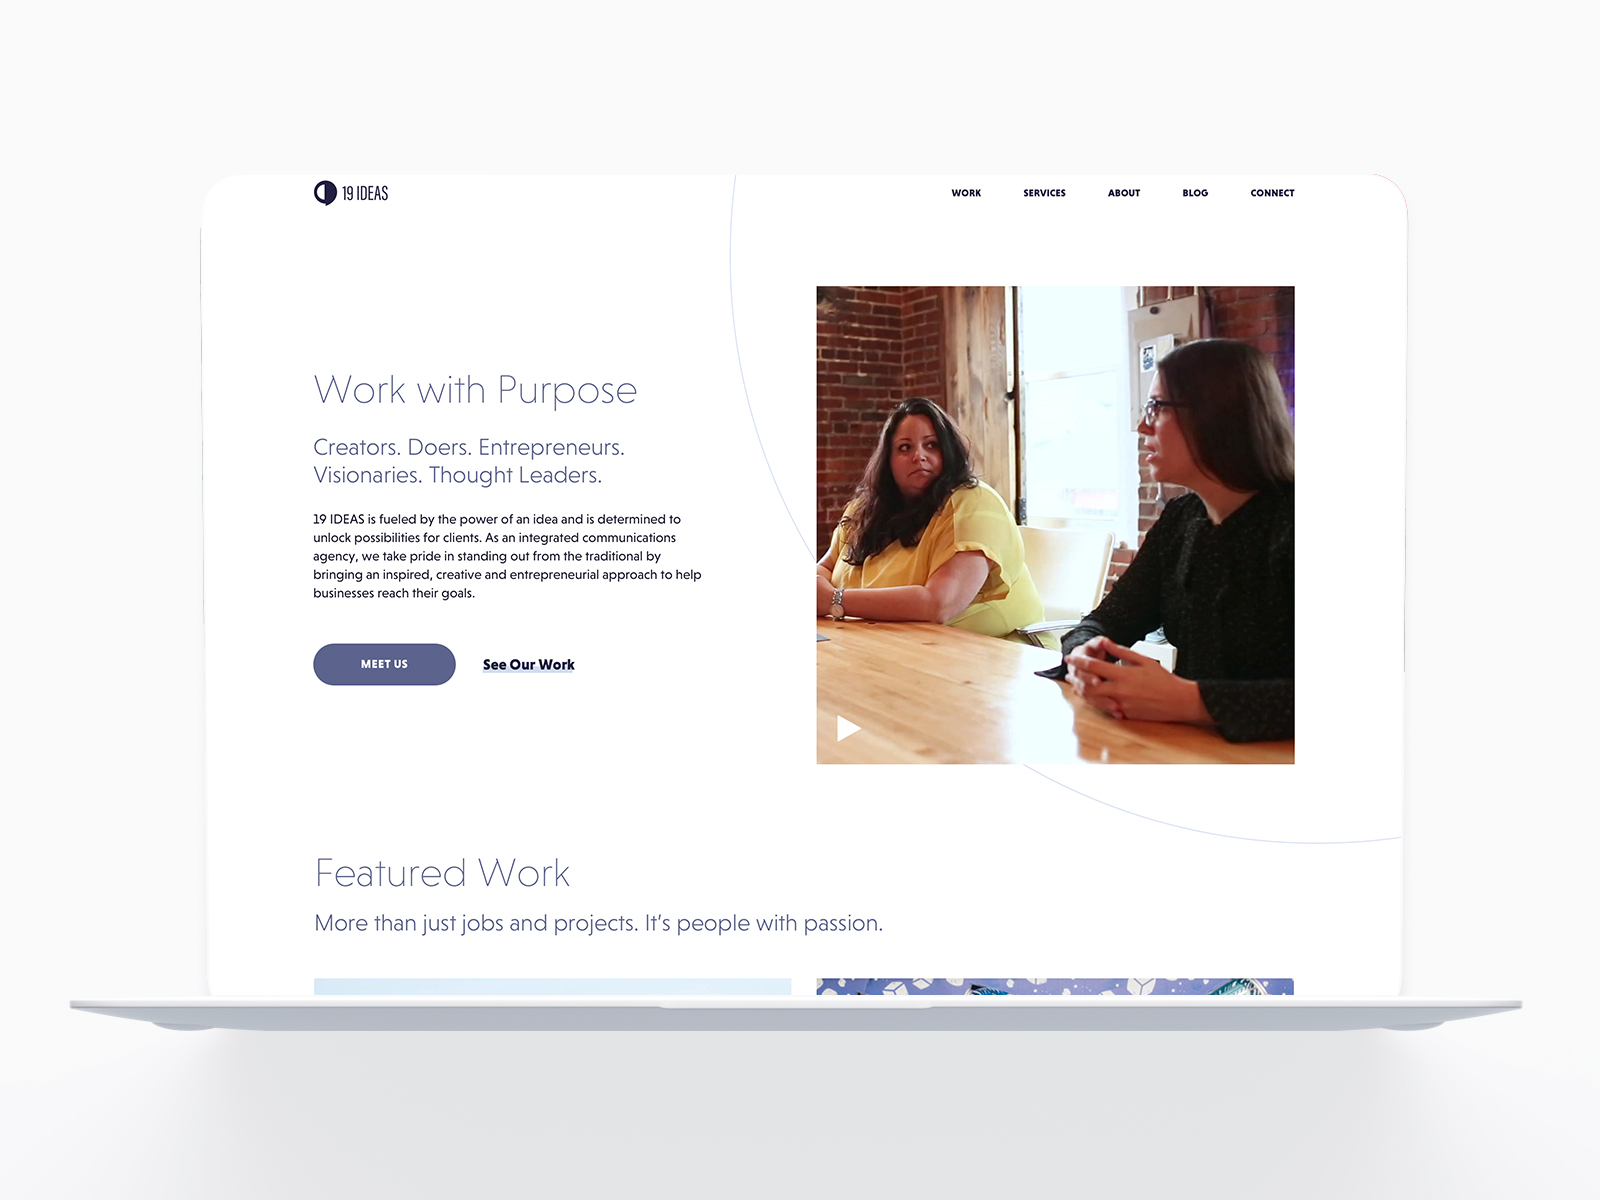 19 IDEAS
WORK
SERVICES
ABOUT
BLOG
CONNECT
Work with Purpose
Creators. Doers. Entrepreneurs.
Visionaries. Thought Leaders.
19 IDEAS is fueled by the power of an idea and is determined to
unlock possibilities for clients. As an integrated communications
agency, we take pride in standing out from the traditional by
bringing an inspired, creative and entrepreneurial approach to help
businesses reach their goals.
MEET US
See Our Work
Featured Work
More than just jobs and projects. It's people with passion.